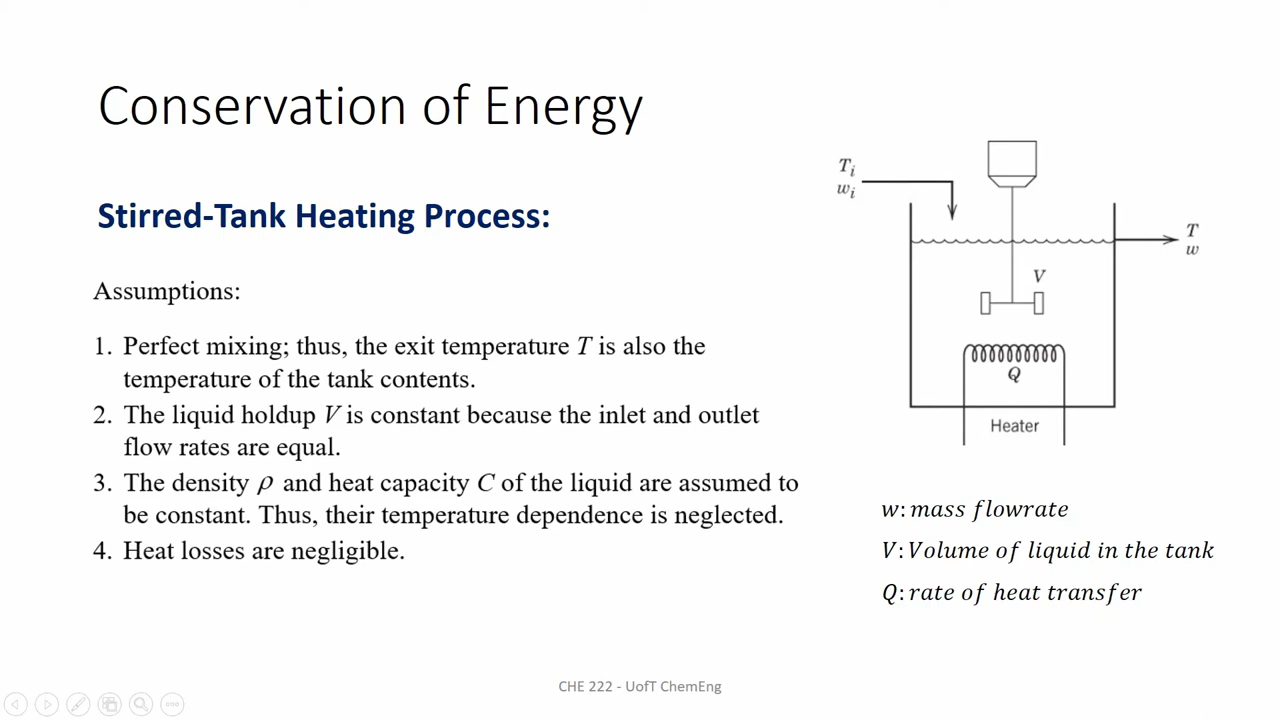 Conservation of Energy
Stirred-Tank Heating Process:
Assumptions:
1. Perfect mixing; thus, the exit temperature T is also the
temperature of the tank contents.
2. The liquid holdup V is constant because the inlet and outlet
flow rates are equal.
3. The density ρ and heat capacity C of the liquid are assumed to
be constant. Thus, their temperature dependence is neglected.
4. Heat losses are negligible.
Tᵢ
wᵢ
T
w
V
Q
Heater
w: mass flowrate
V: Volume of liquid in the tank
Q: rate of heat transfer
CHE 222 - UofT ChemEng